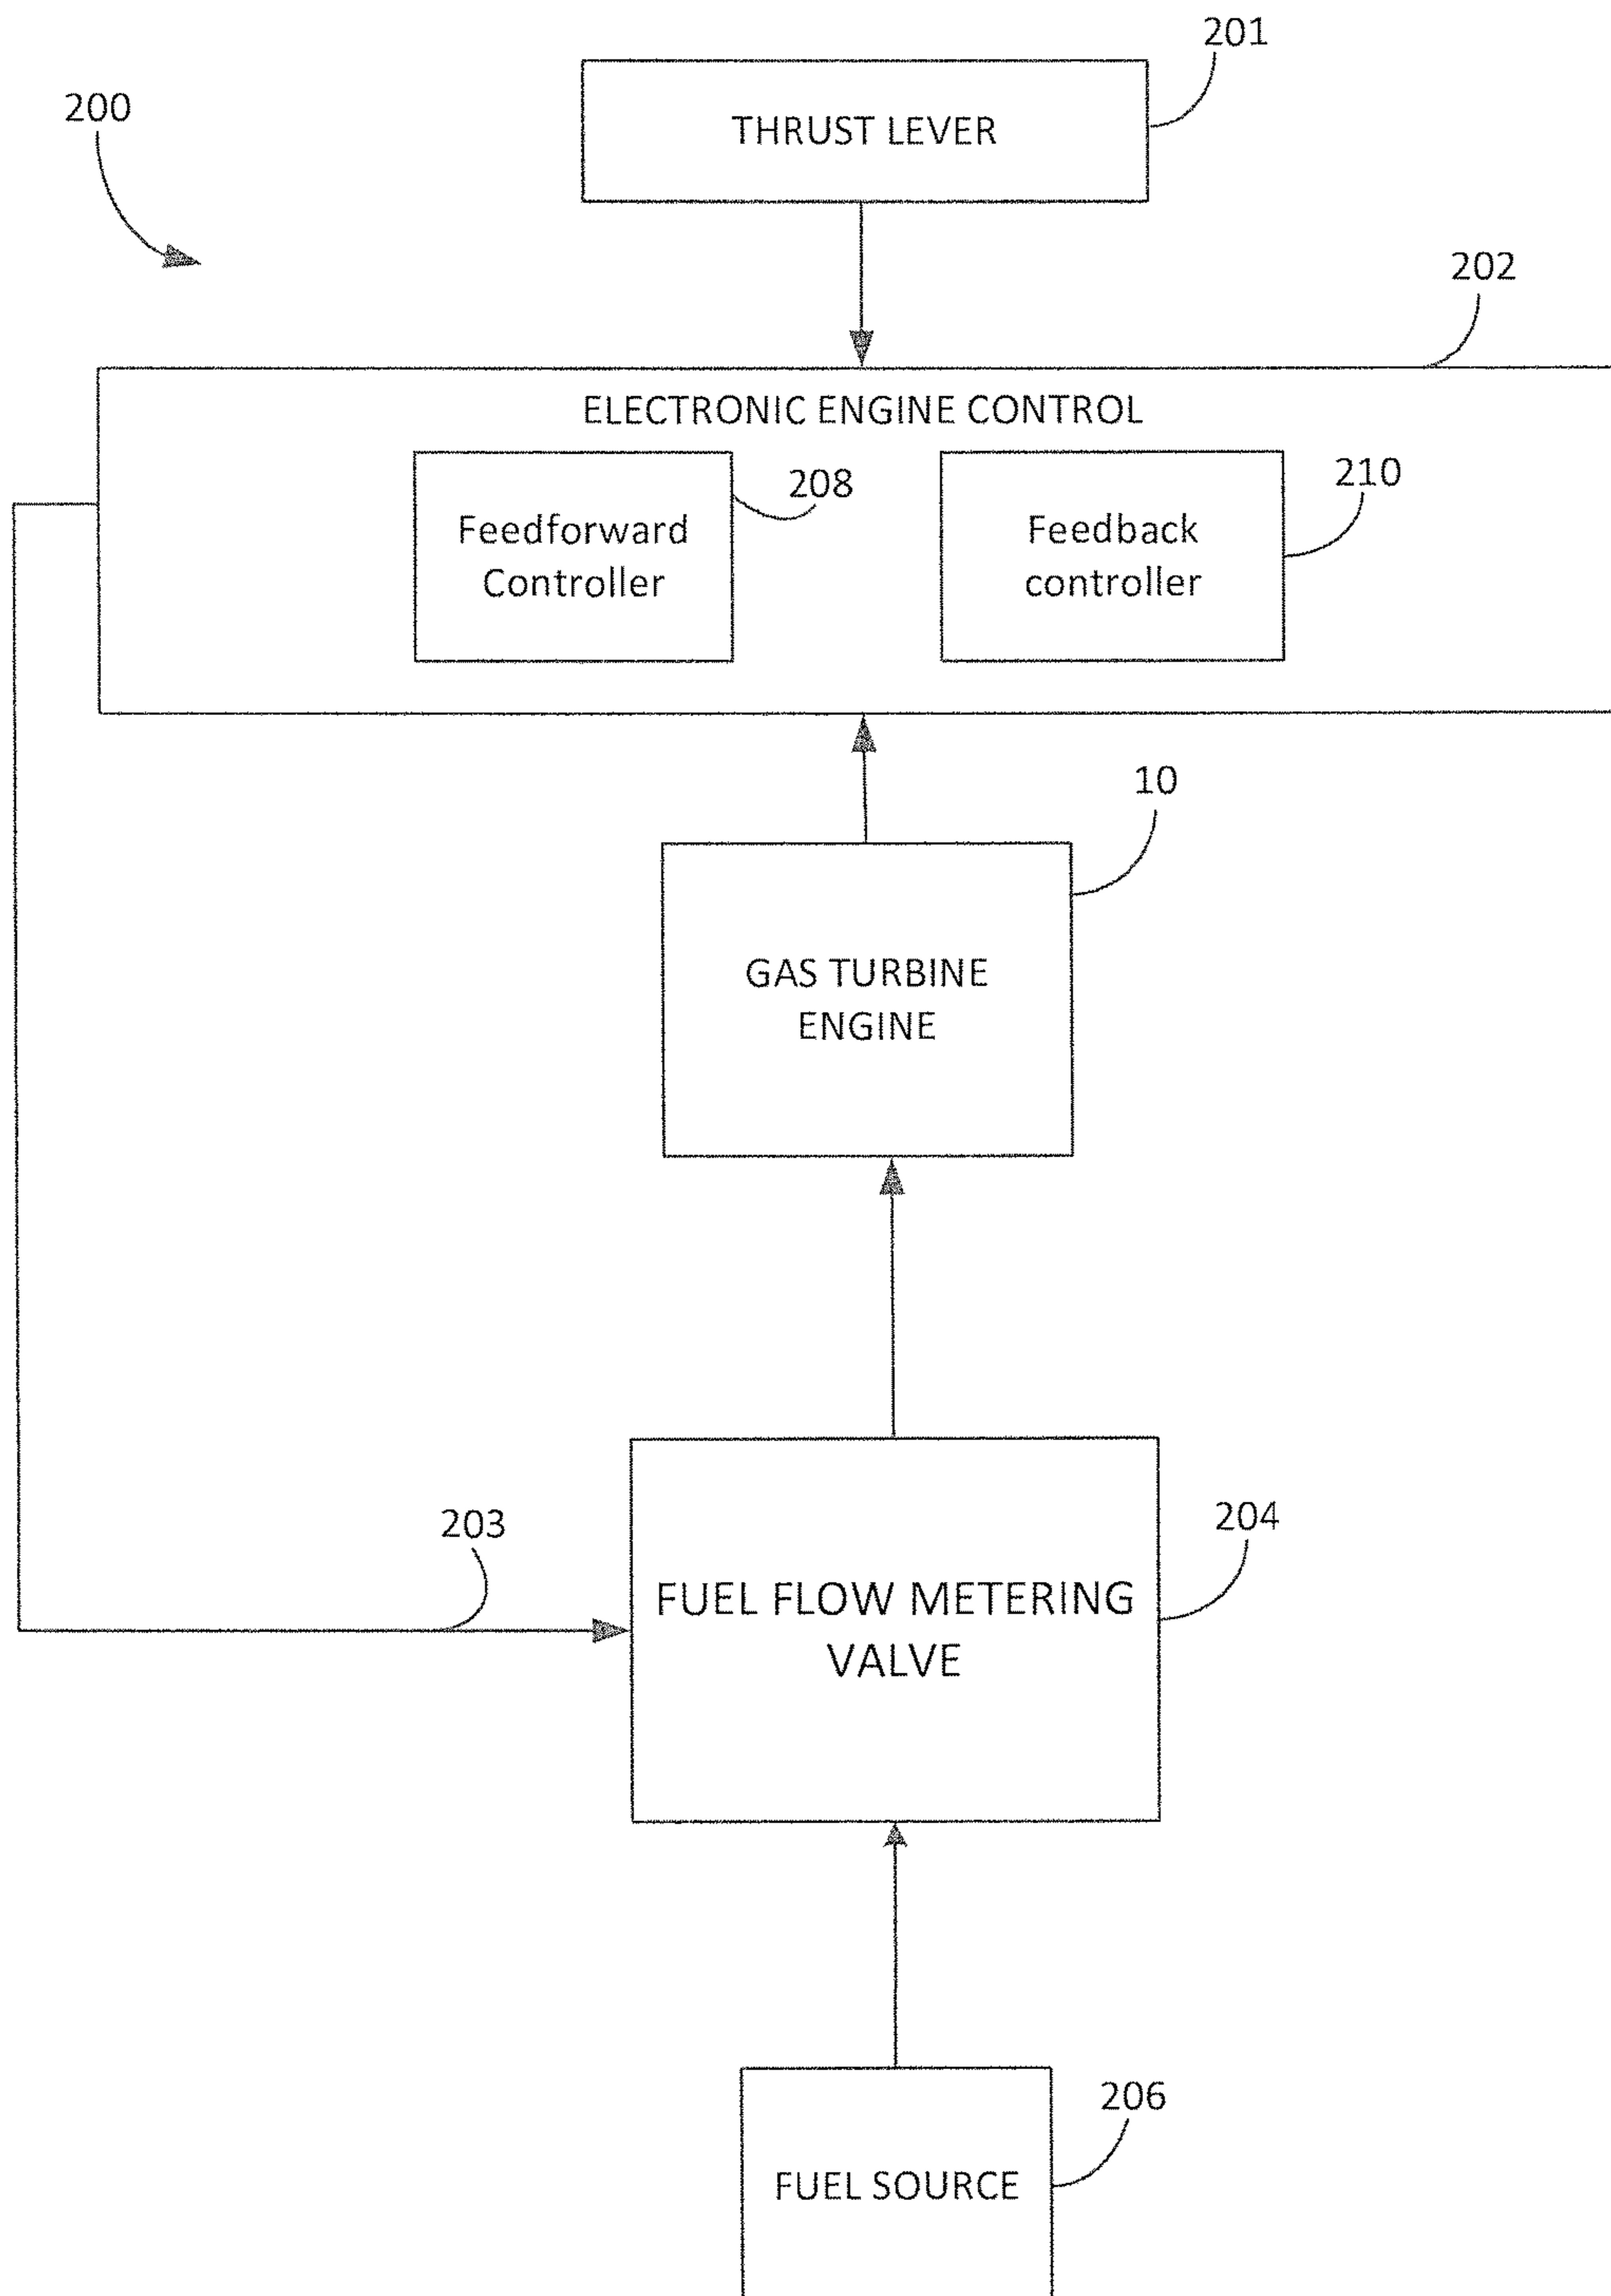 201
THRUST LEVER
200
202
ELECTRONIC ENGINE CONTROL
208
Feedforward
Controller
210
Feedback
controller
10
GAS TURBINE
ENGINE
203
204
FUEL FLOW METERING
VALVE
206
FUEL SOURCE